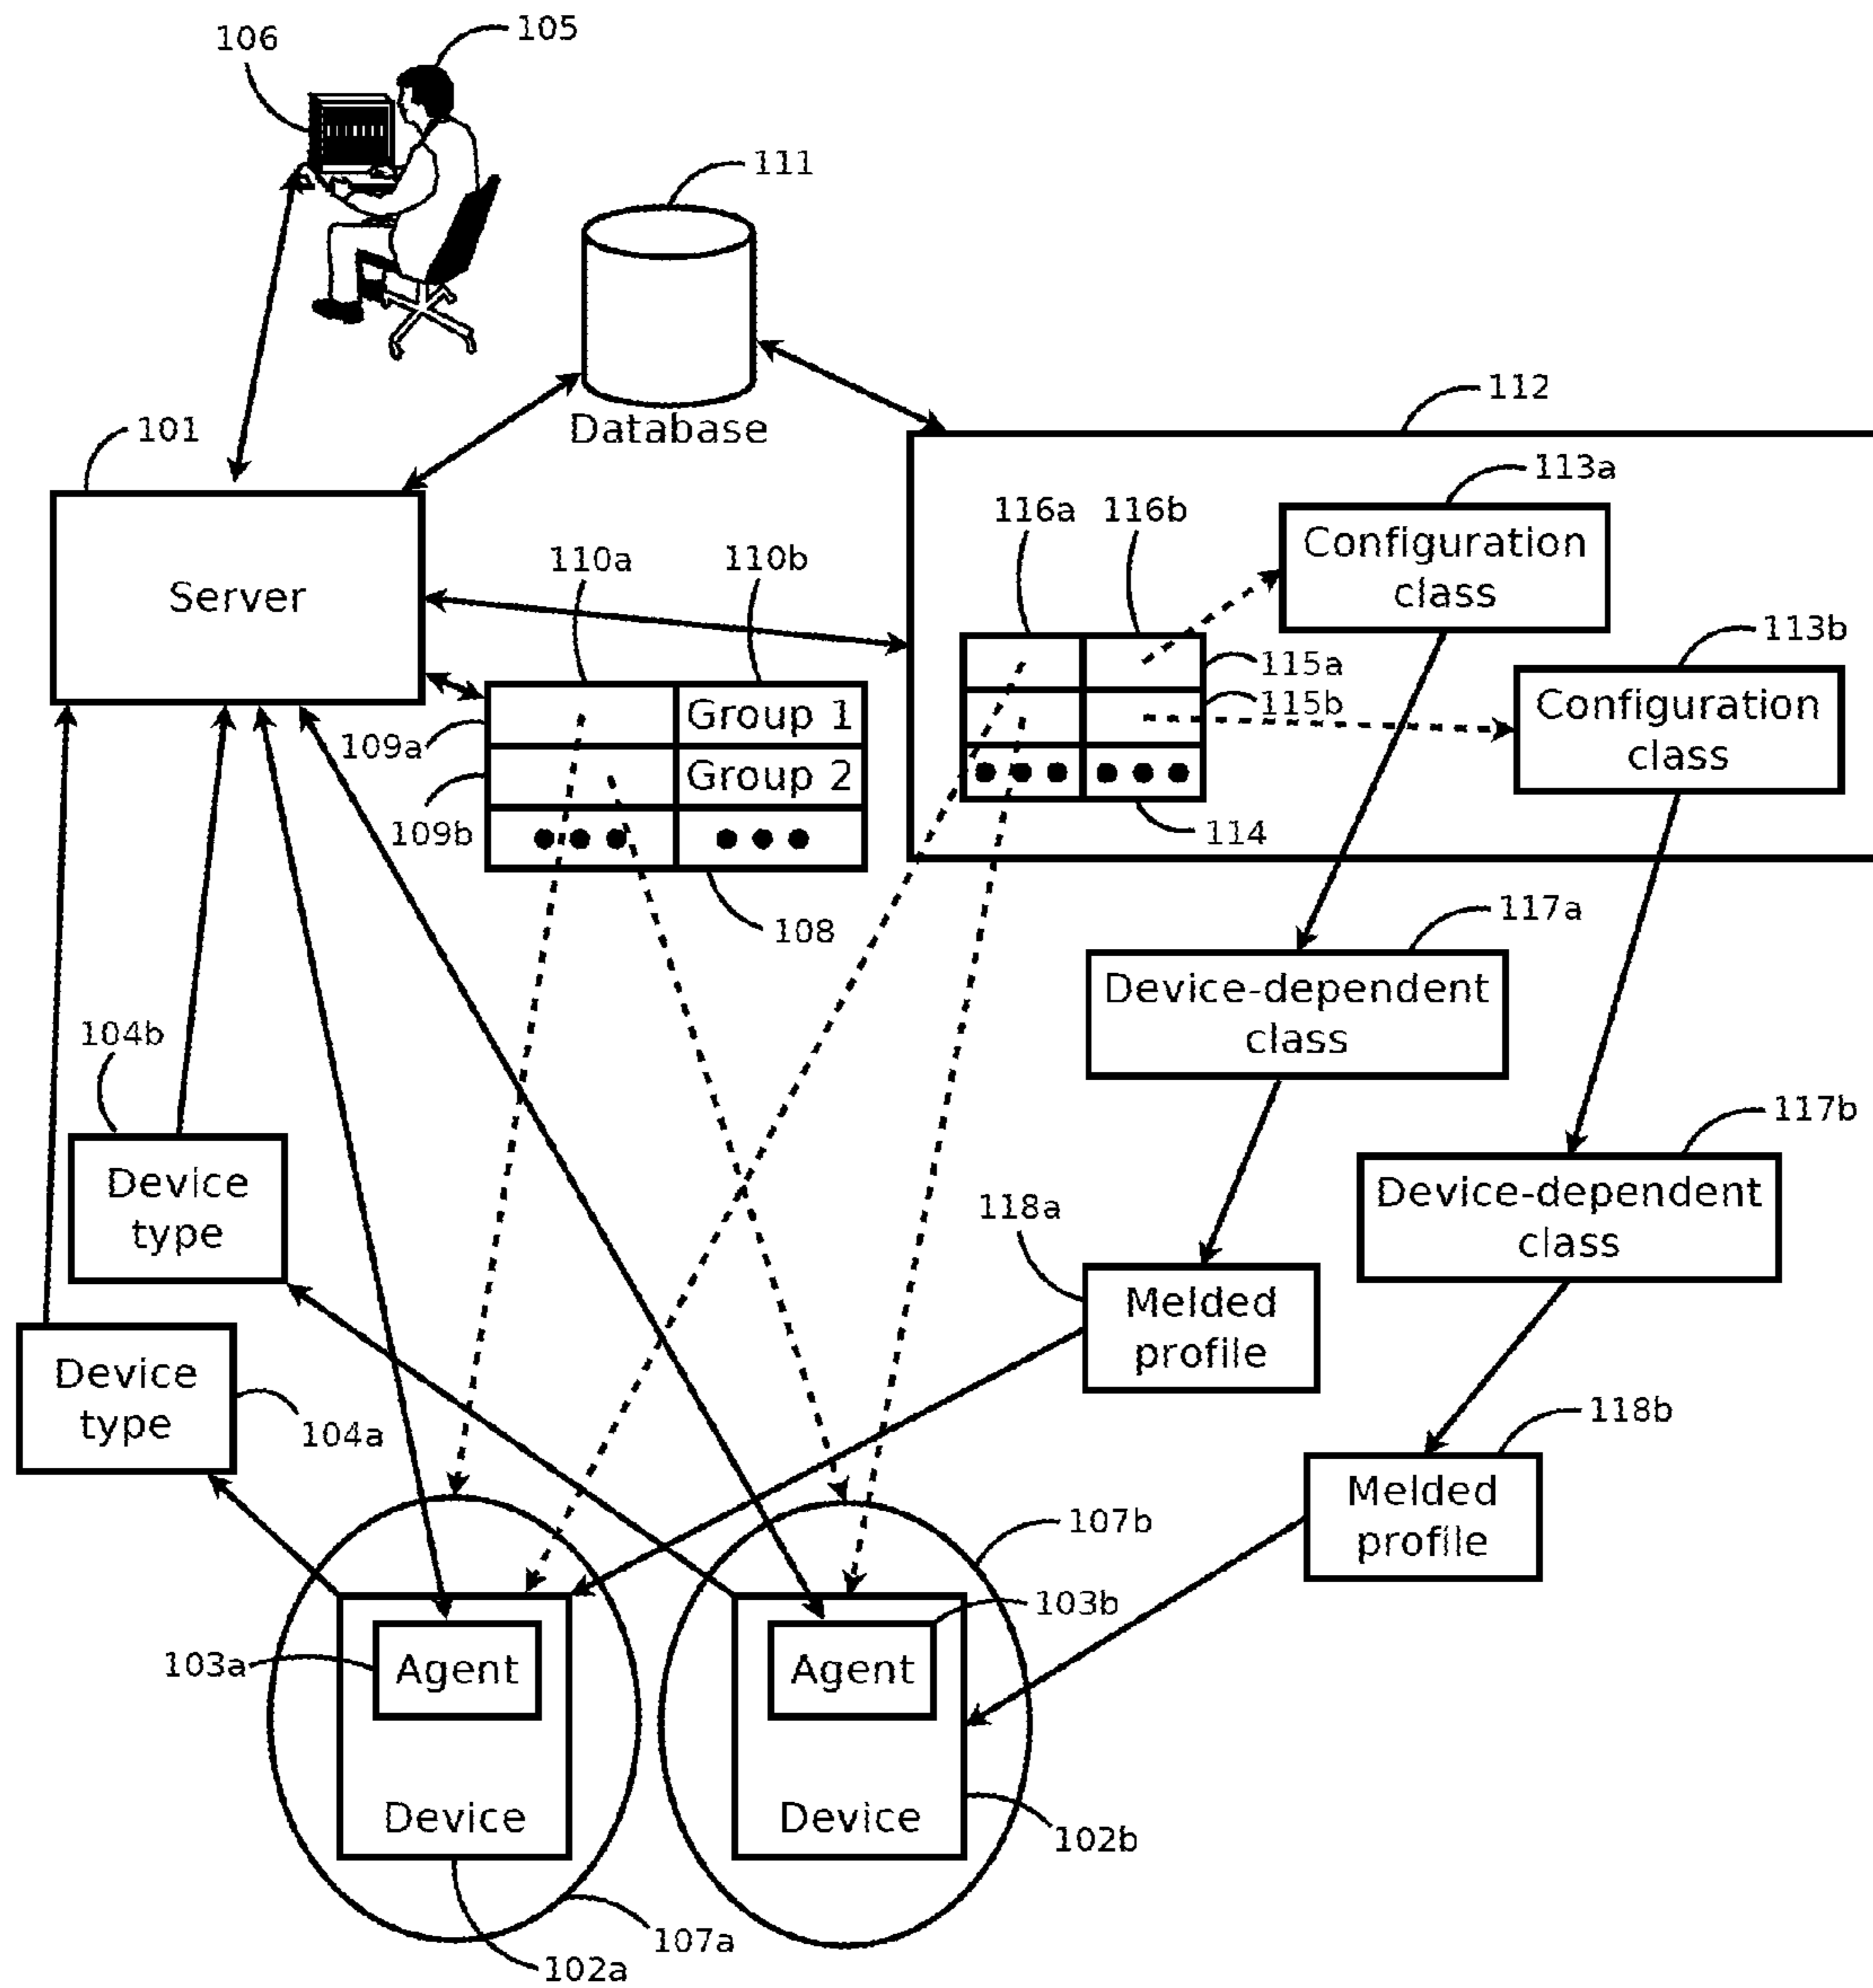 105
106
111
Database
112
101
Server
113a
Configuration
class
116a
116b
113b
Configuration
class
110a
110b
115a
115b
109a
Group 1
Group 2
109b
● ● ●
● ● ●
● ● ●
● ● ●
114
108
117a
Device-dependent
class
104b
Device
type
117b
Device-dependent
class
118a
Melded
profile
Device
type
104a
118b
Melded
profile
107b
103a
Agent
Device
103b
Agent
Device
102b
107a
102a